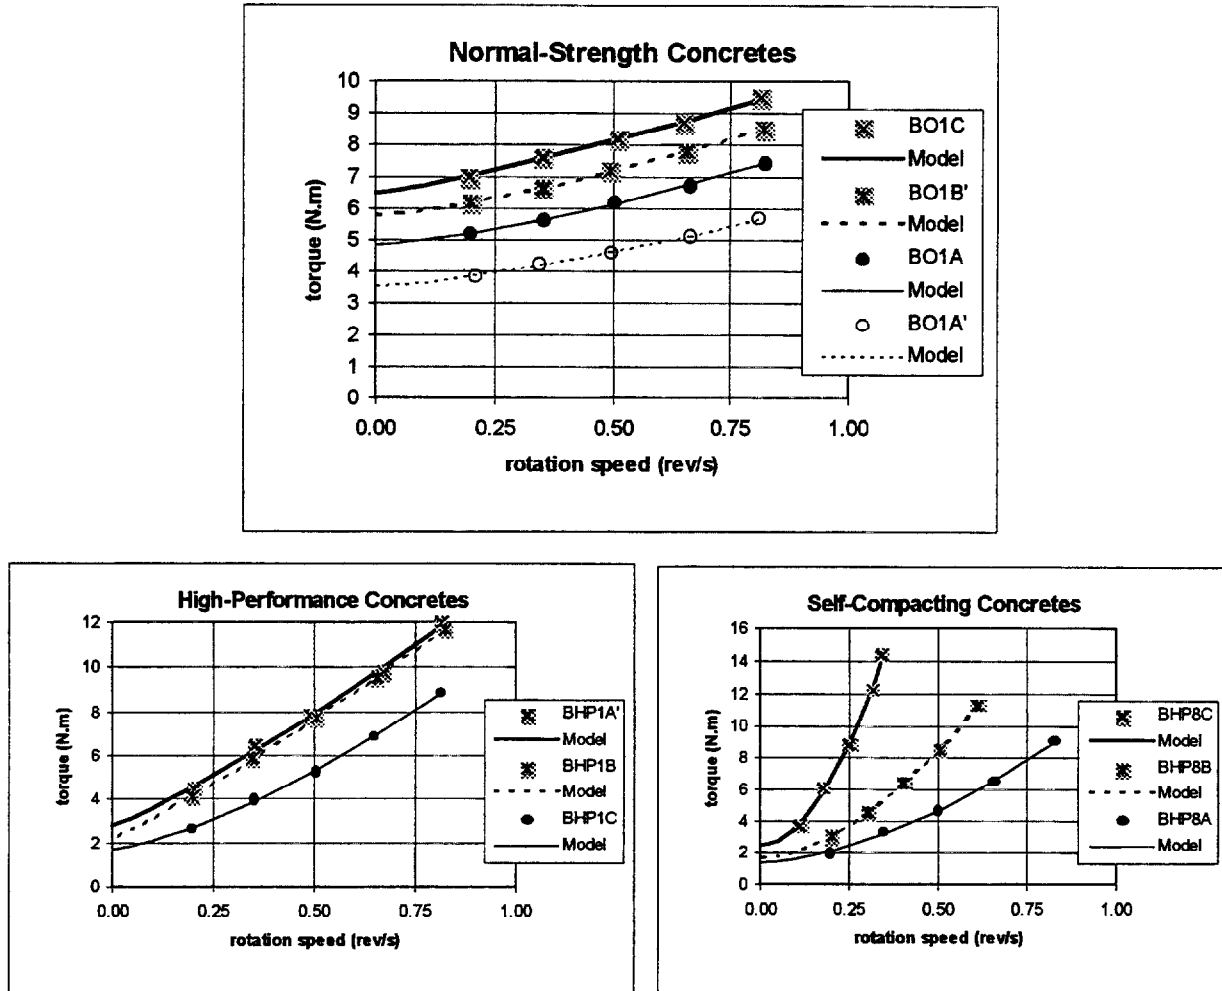 Normal-Strength Concretes
10
9
8
7
6
5
4
3
2
1
0
torque (N.m)
0.00 0.25 0.50 0.75 1.00
rotation speed (rev/s)
BO1C
Model
BO1B'
Model
BO1A
Model
BO1A'
Model
High-Performance Concretes
12
10
8
6
4
2
0
torque (N.m)
0.00 0.25 0.50 0.75 1.00
rotation speed (rev/s)
BHP1A'
Model
BHP1B
Model
BHP1C
Model
Self-Compacting Concretes
16
14
12
10
8
6
4
2
0
torque (N.m)
0.00 0.25 0.50 0.75 1.00
rotation speed (rev/s)
BHP8C
Model
BHP8B
Model
BHP8A
Model